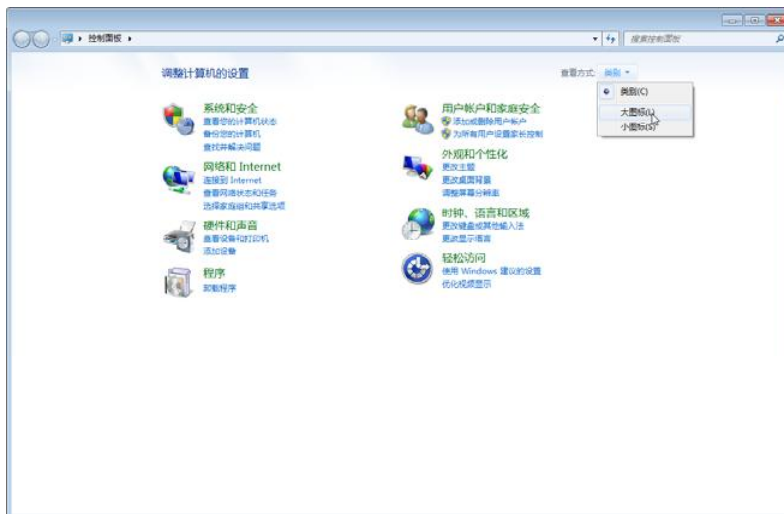 控制面板
搜索控制面板
调整计算机的设置
查看方式: 类别
类别(C)
大图标(L)
小图标(S)
系统和安全
查看您的计算机状态
备份您的计算机
查找并解决问题
网络和 Internet
连接到 Internet
查看网络状态和任务
选择家庭组和共享选项
硬件和声音
查看设备和打印机
添加设备
程序
卸载程序
用户帐户和家庭安全
添加或删除用户帐户
为所有用户设置家长控制
外观和个性化
更改主题
更改桌面背景
调整屏幕分辨率
时钟、语言和区域
更改键盘或其他输入法
更改显示语言
轻松访问
使用 Windows 建议的设置
优化视频显示